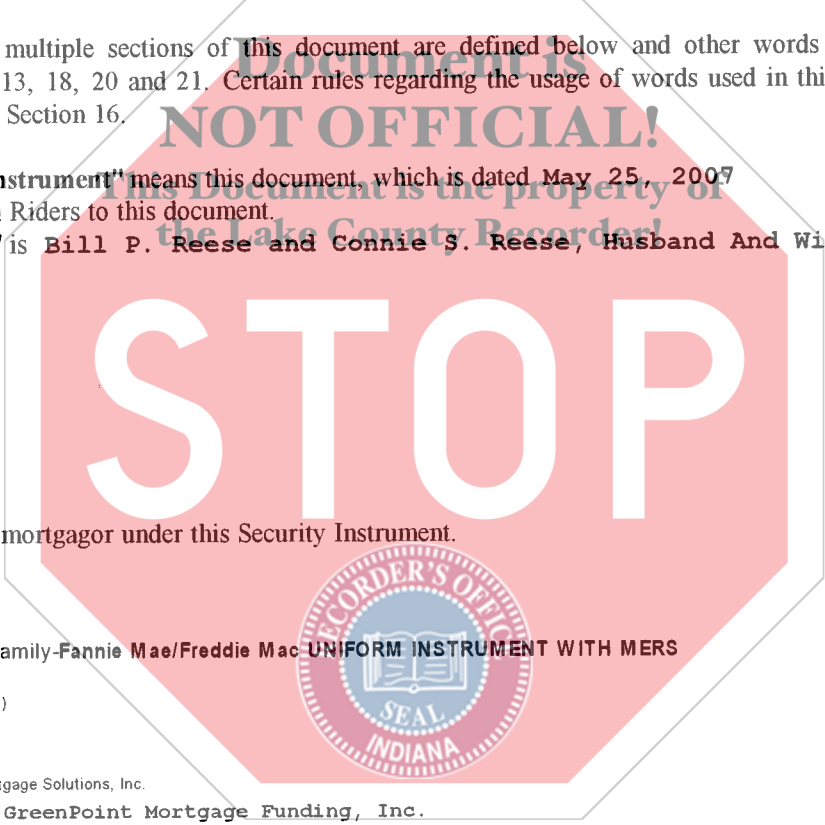 multiple sections of this document are defined below and other words
Document is
13, 18, 20 and 21. Certain rules regarding the usage of words used in thi
Section 16.
NOT OFFICIAL!
nstrument" means this document, which is dated May 25, 2007
This Document is the property of
Riders to this document.
the Lake County Recorder!
is Bill P. Reese and Connie S. Reese, Husband And Wi
STOP
mortgagor under this Security Instrument.
RECORDER'S OFFIC
SEAL
INDIANA
amily-Fannie Mae/Freddie Mac UNIFORM INSTRUMENT WITH MERS
)
tgage Solutions, Inc.
GreenPoint Mortgage Funding, Inc.